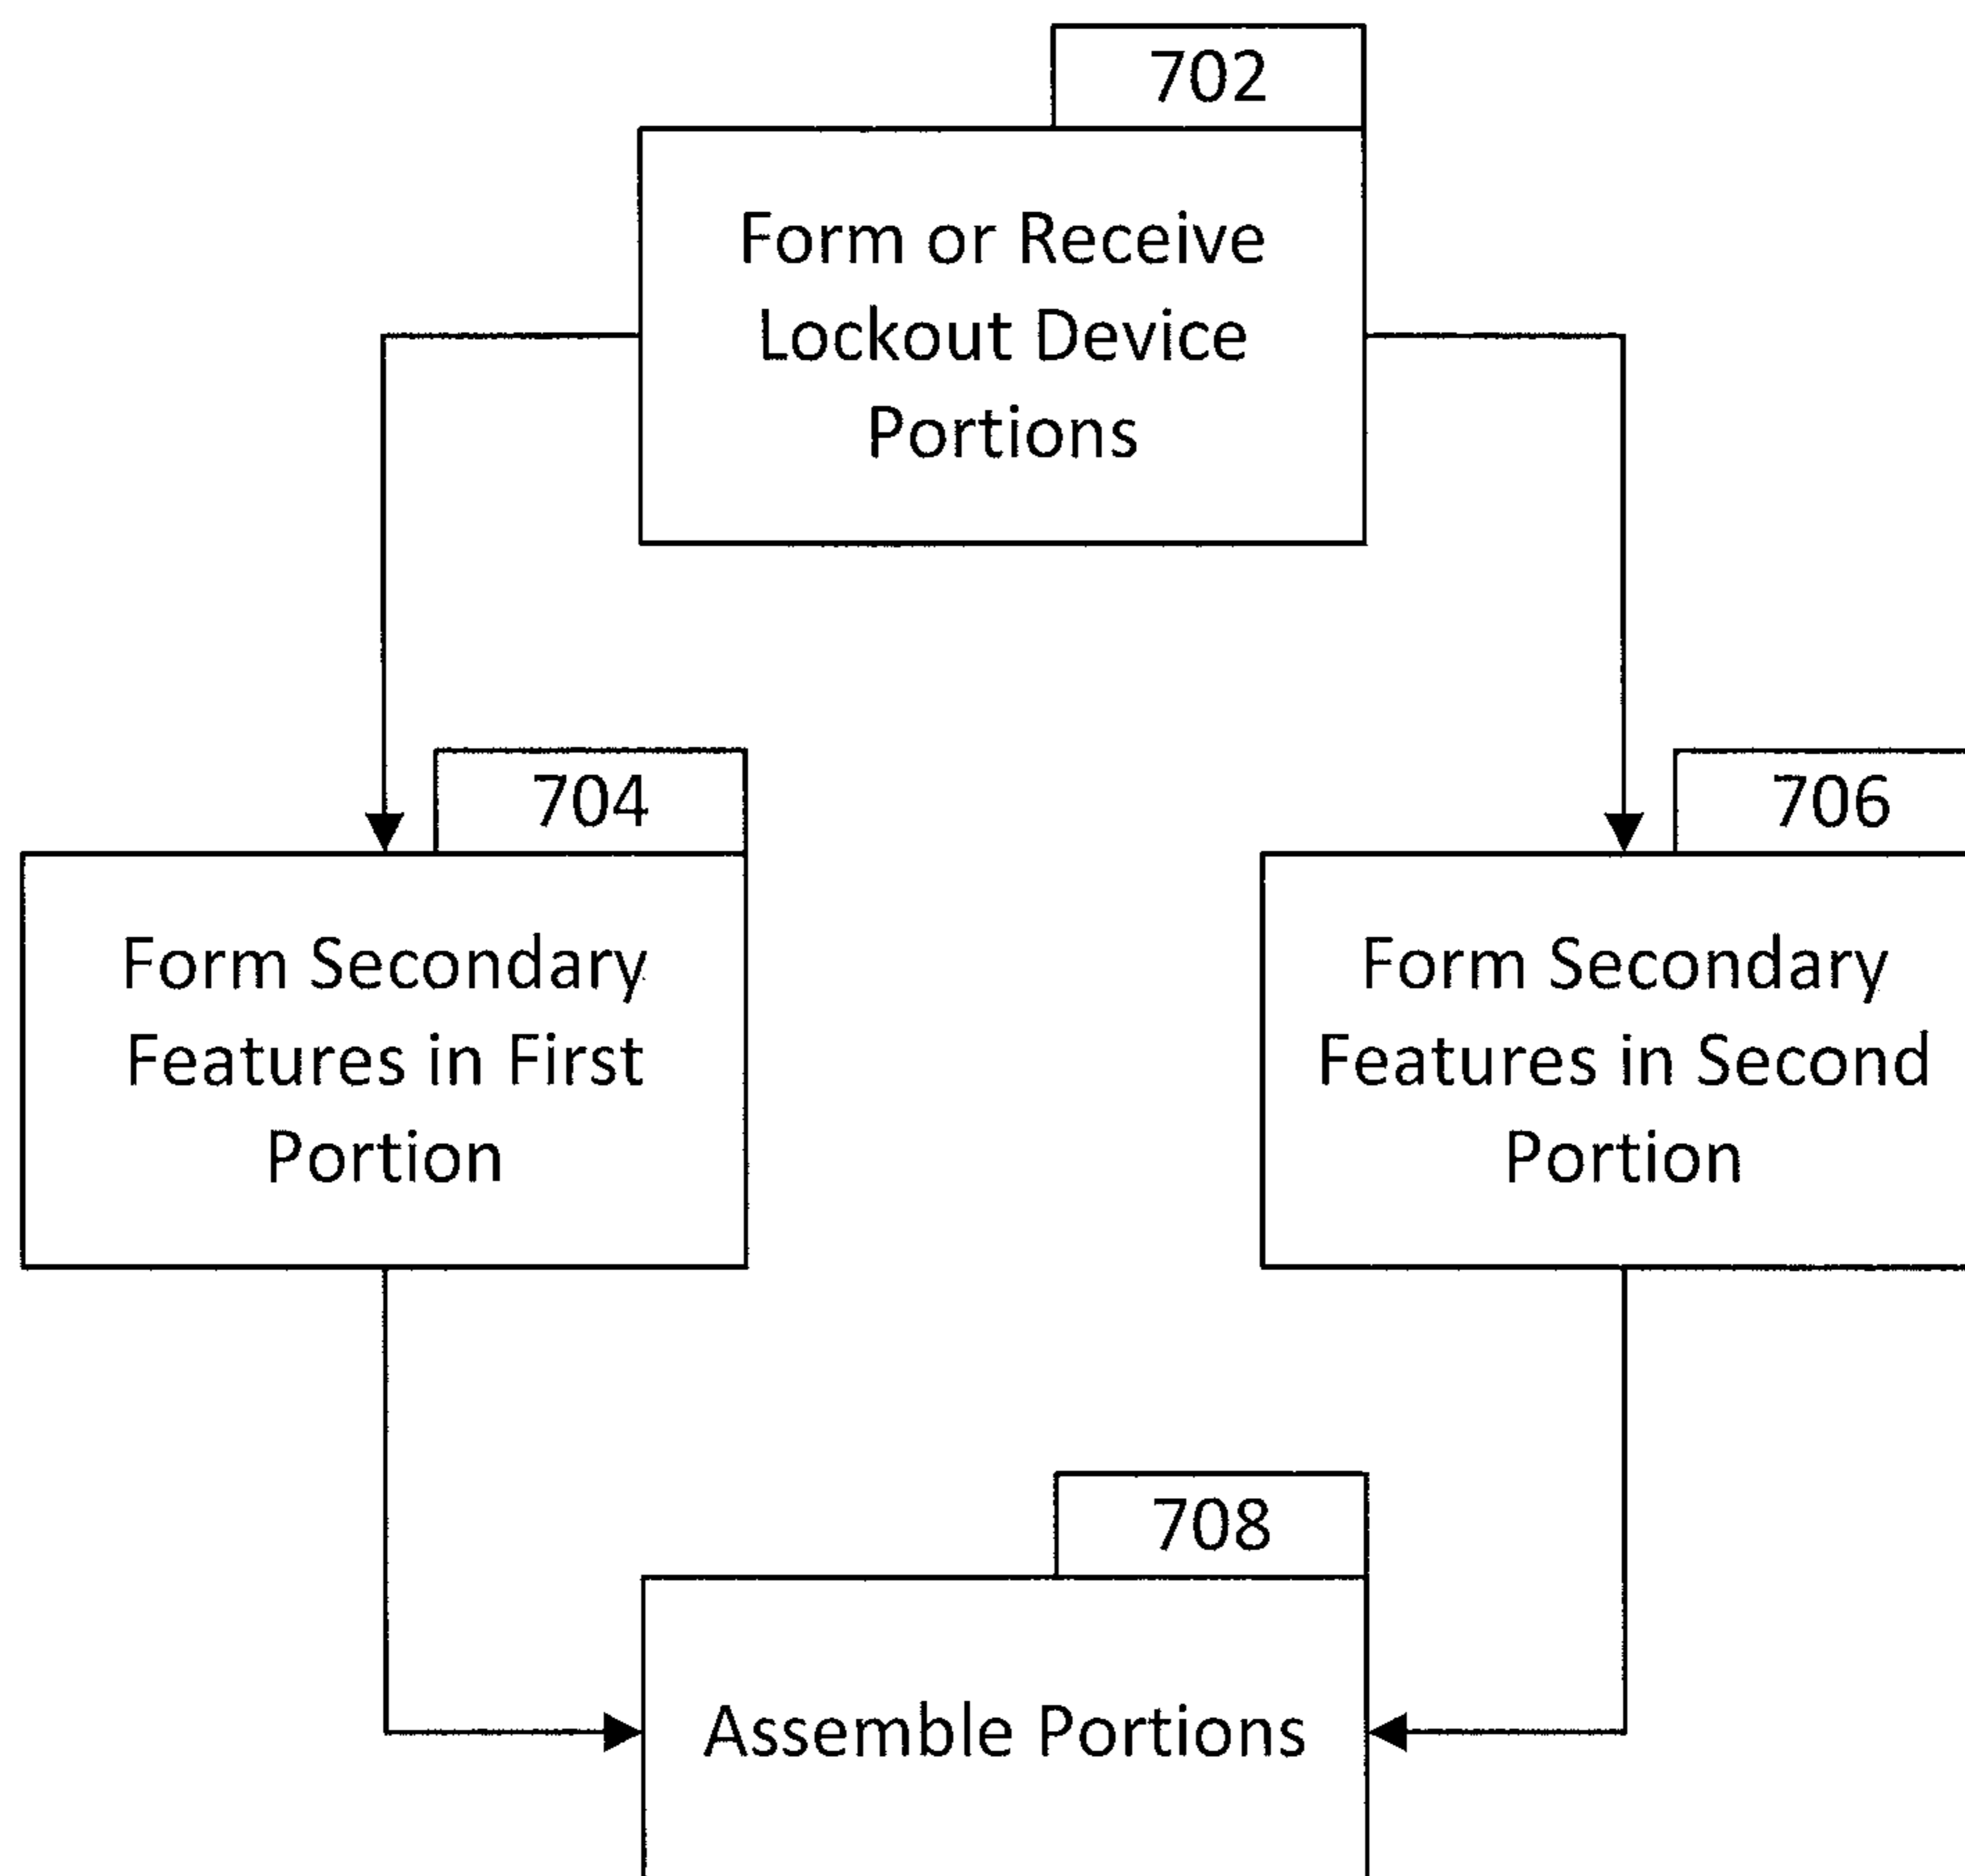 702
Form or Receive
Lockout Device
Portions
704
Form Secondary
Features in First
Portion
706
Form Secondary
Features in Second
Portion
708
Assemble Portions